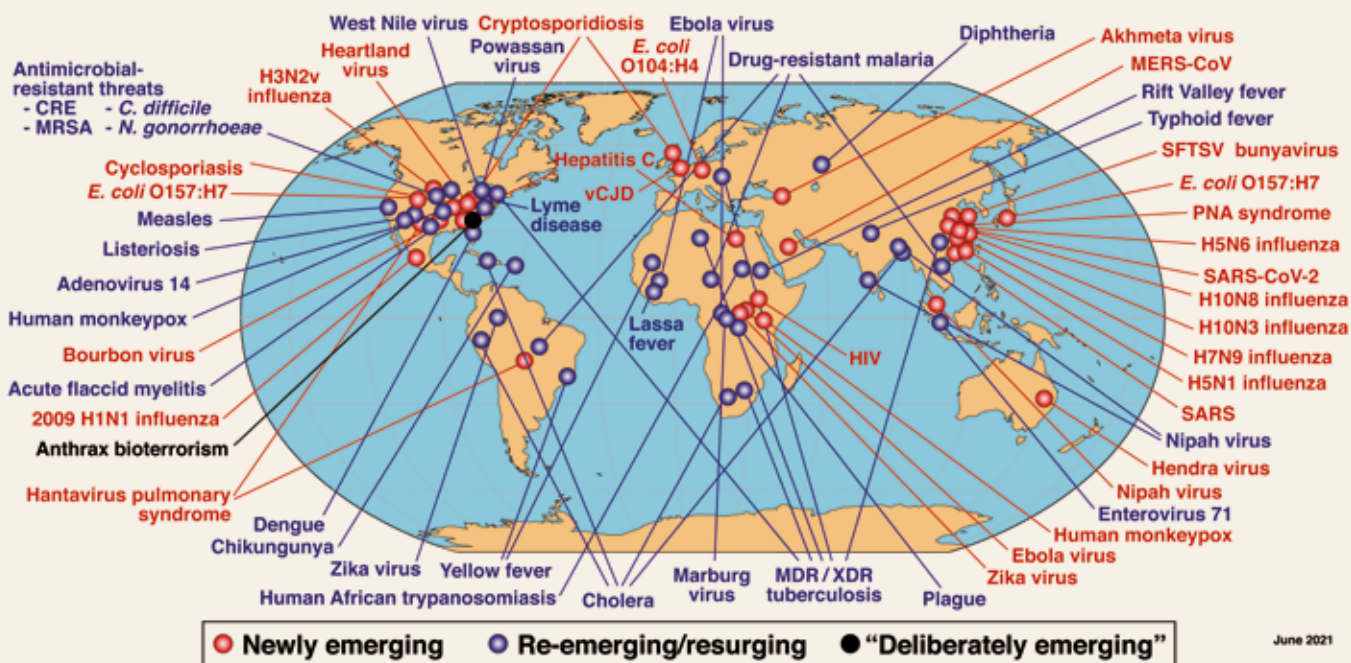 West Nile virus
Cryptosporidiosis
Ebola virus
Diphtheria
Akhmeta virus
Heartland
virus
Powassan
virus
E. coli
O104:H4
Drug-resistant malaria
MERS-CoV
Antimicrobial-
resistant threats
- CRE - C. difficile
- MRSA - N. gonorrhoeae
H3N2v
influenza
Rift Valley fever
Typhoid fever
Cyclosporiasis
Hepatitis C
SFTSV bunyavirus
E. coli O157:H7
vCJD
E. coli O157:H7
Measles
Lyme
disease
PNA syndrome
Listeriosis
H5N6 influenza
Adenovirus 14
SARS-CoV-2
H10N8 influenza
Human monkeypox
Lassa
fever
H10N3 influenza
Bourbon virus
HIV
H7N9 influenza
Acute flaccid myelitis
H5N1 influenza
2009 H1N1 influenza
SARS
Anthrax bioterrorism
Nipah virus
Hendra virus
Hantavirus pulmonary
syndrome
Nipah virus
Enterovirus 71
Dengue
Human monkeypox
Chikungunya
Ebola virus
Zika virus
Zika virus
Yellow fever
Human African trypanosomiasis
Cholera
Marburg
virus
MDR/XDR
tuberculosis
Plague
Newly emerging
Re-emerging/resurging
“Deliberately emerging”
June 2021